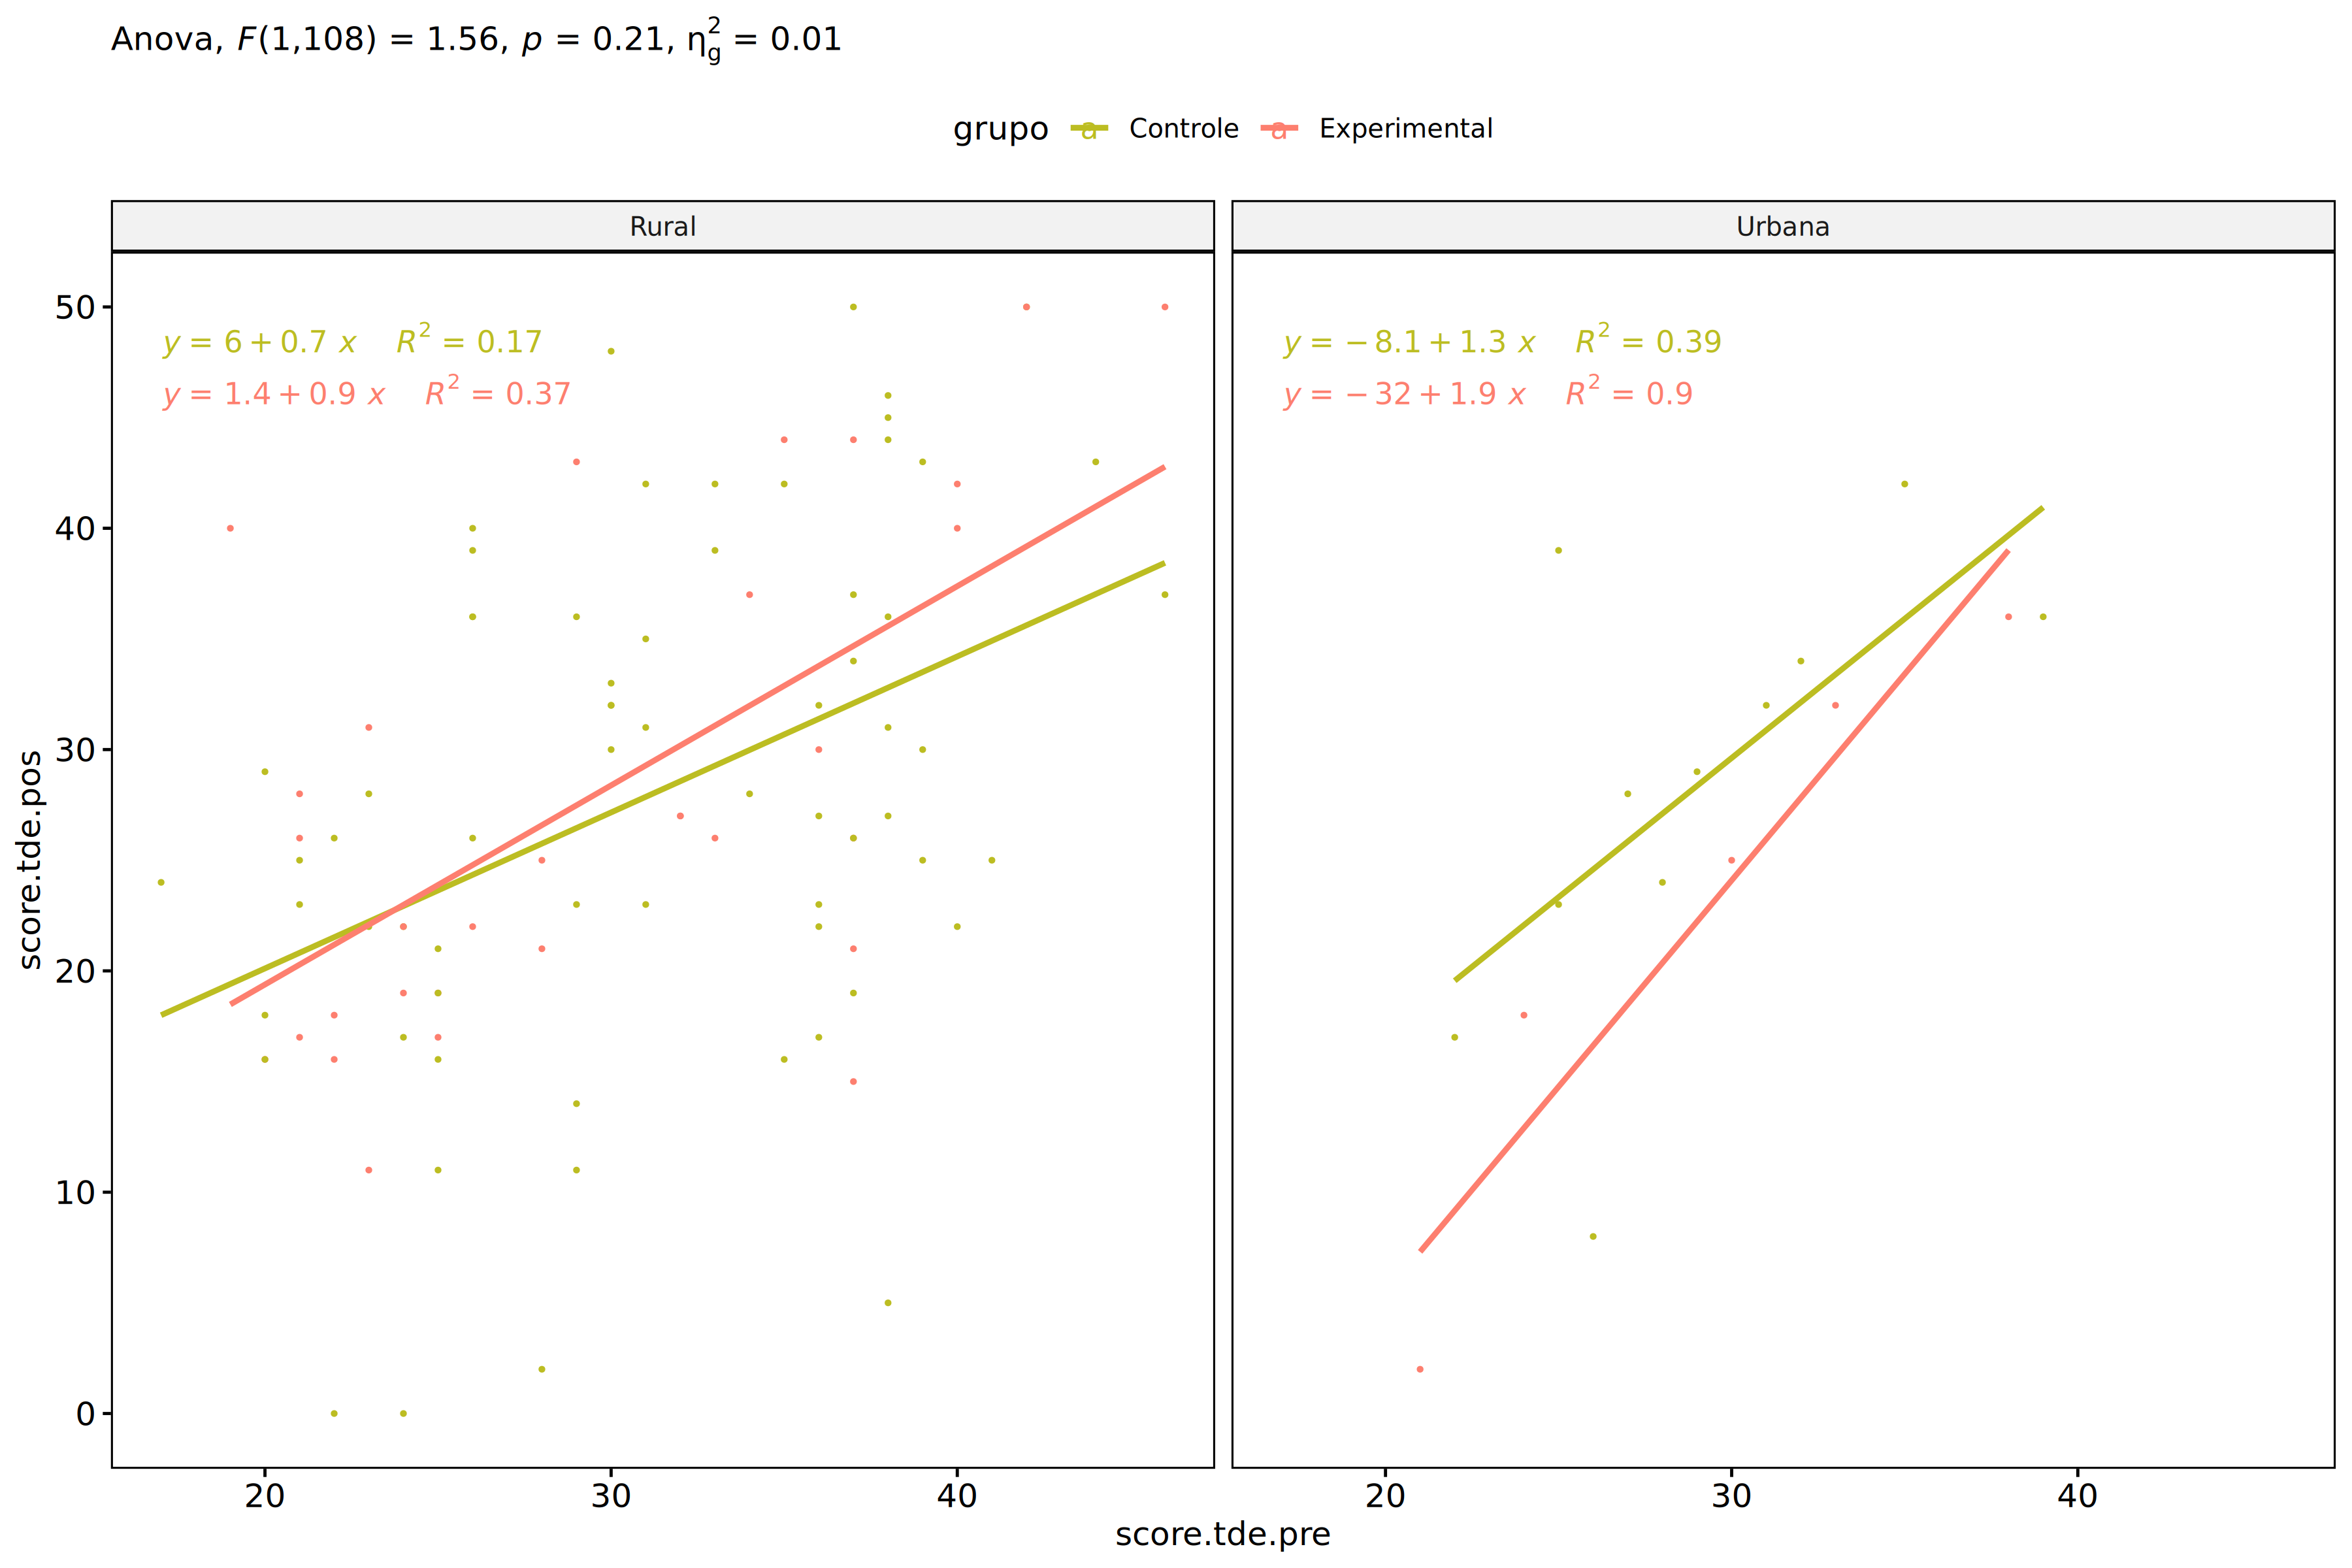 Anova, F(1,108) = 1.56, p = 0.21, η²g = 0.01
grupo a Controle a Experimental
Rural
Urbana
y = 6 + 0.7 x R² = 0.17
y = 1.4 + 0.9 x R² = 0.37
y = − 8.1 + 1.3 x R² = 0.39
y = − 32 + 1.9 x R² = 0.9
score.tde.pos
50
40
30
20
10
0
20 30 40
20 30 40
score.tde.pre